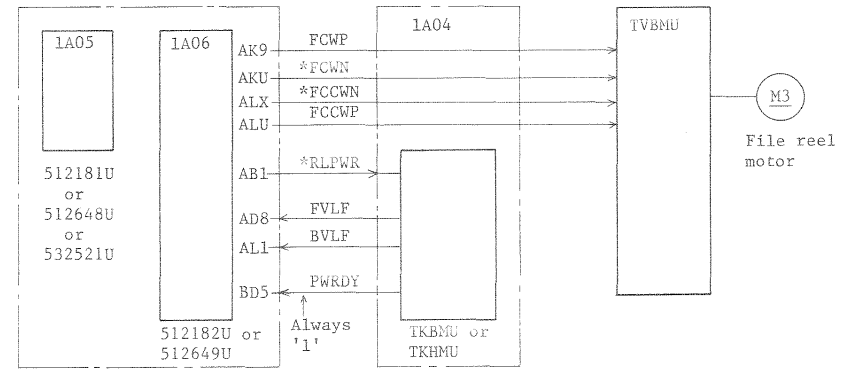 1A05
1A06
1A04
TVBMU
AK9
FCWP
AKU
*FCWN
ALX
*FCCWN
ALU
FCCWP
M3
File reel
motor
AB1
*RLPWR
512181U
or
512648U
or
532521U
AD8
FVLF
AL1
BVLF
BD5
PWRDY
Always
'1'
512182U or
512649U
TKBMU or
TKHMU